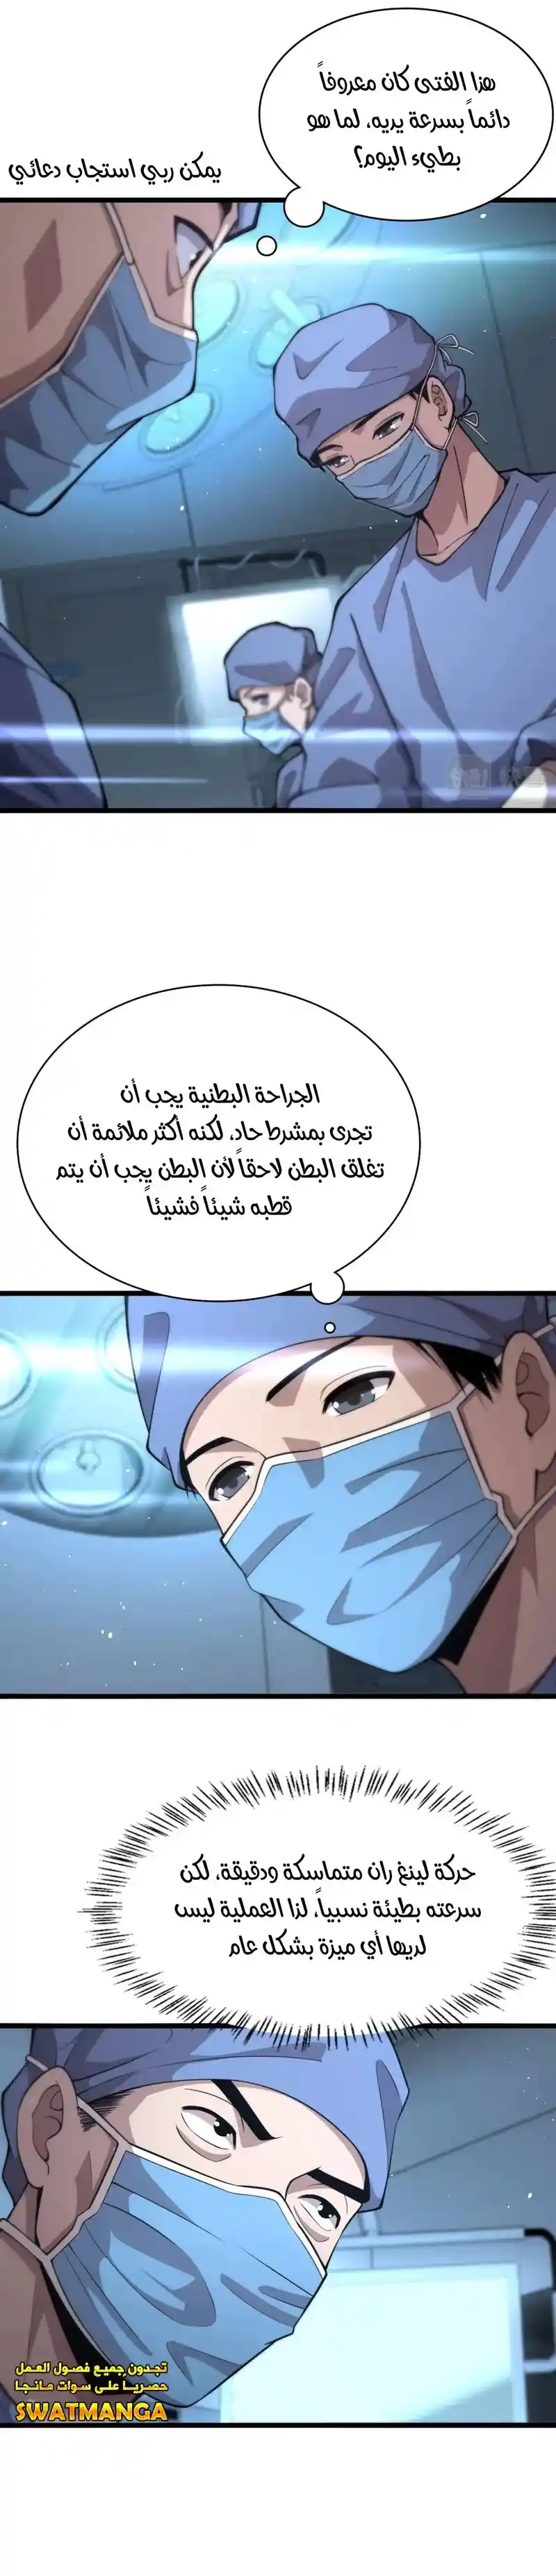 هذا الفتى كان معروفاً
دائماً بسرعة يديه، لما هو
بطيء اليوم؟
يمكن ربي استجاب دعائي
الجراحة البطنية يجب أن
تجرى بمشرط حاد، لكنه أكثر ملائمة أن
تغلق البطن لاحقاً لأن البطن يجب أن يتم
قطبه شيئاً فشيئاً
حركة لينغ ران متماسكة ودقيقة، لكن
سرعته بطيئة نسبياً، لذا العملية ليس
لديها أي ميزة بشكل عام
تجدون جميع فصول العمل
حصريا على سوات مانجا
SWATMANGA